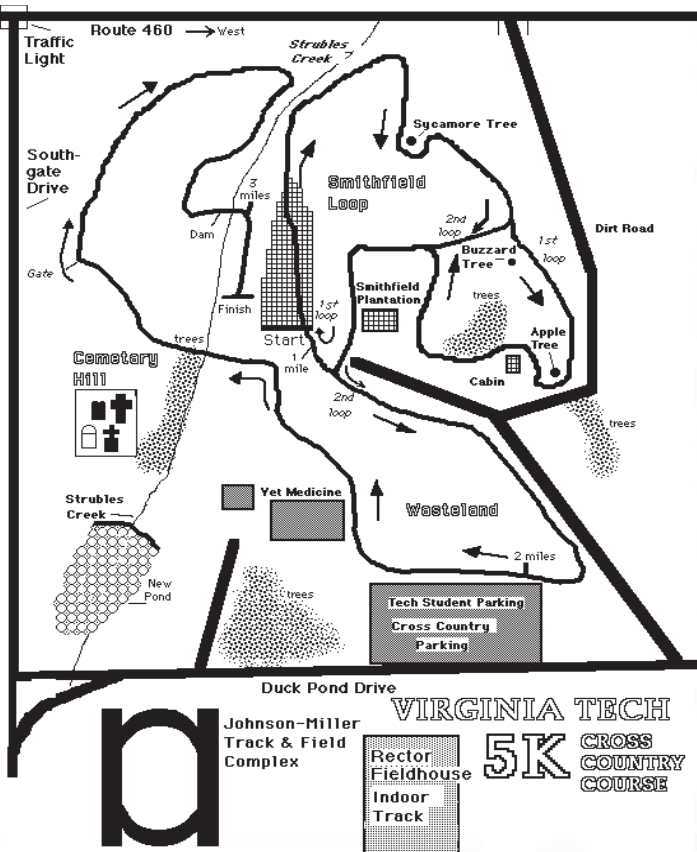 Route 460 West
Traffic
Light
Strubles
Creek
Sycamore Tree
South-
gate
Drive
3
miles
Smithfield
Loop
Dam
2nd
loop
1st
loop
Dirt Road
Buzzard
Tree
Gate
Smithfield
Plantation
trees
Finish
1st
loop
Start
Apple
Tree
trees
1
mile
Cemetary
Hill
Cabin
2nd
loop
trees
Yet Medicine
Strubles
Creek
Wasteland
2 miles
New
Pond
trees
Tech Student Parking
Cross Country
Parking
Duck Pond Drive
VIRGINIA TECH
5K
CROSS
COUNTRY
COURSE
Johnson-Miller
Track & Field
Complex
Rector
Fieldhouse
Indoor
Track